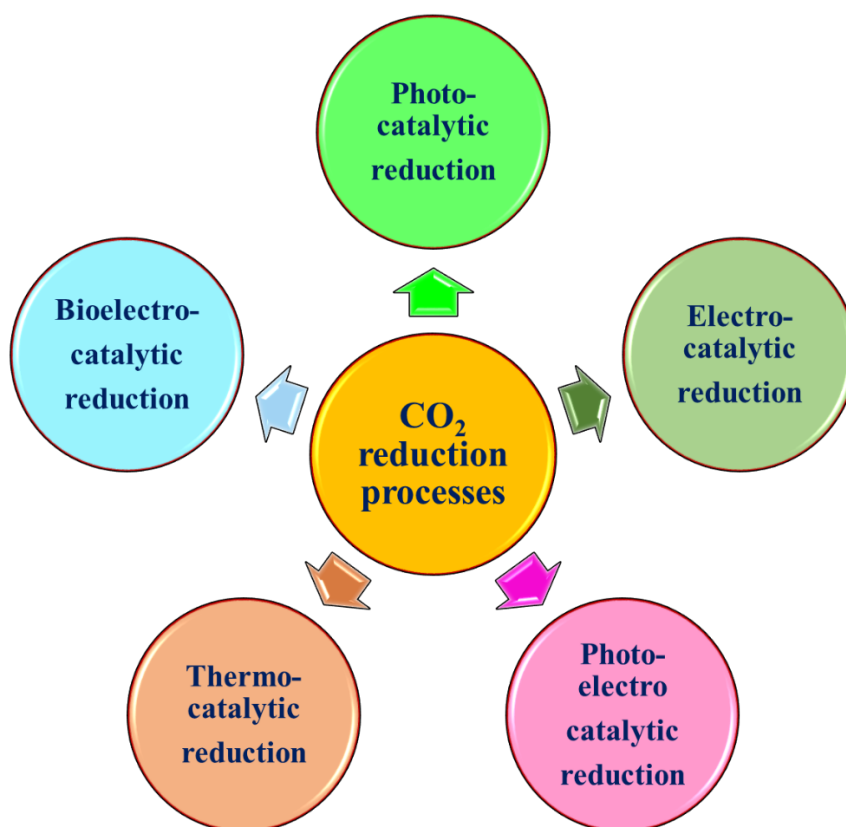 Photo-
catalytic
reduction
Bioelectro-
catalytic
reduction
Electro-
catalytic
reduction
CO₂
reduction
processes
Thermo-
catalytic
reduction
Photo-
electro
catalytic
reduction